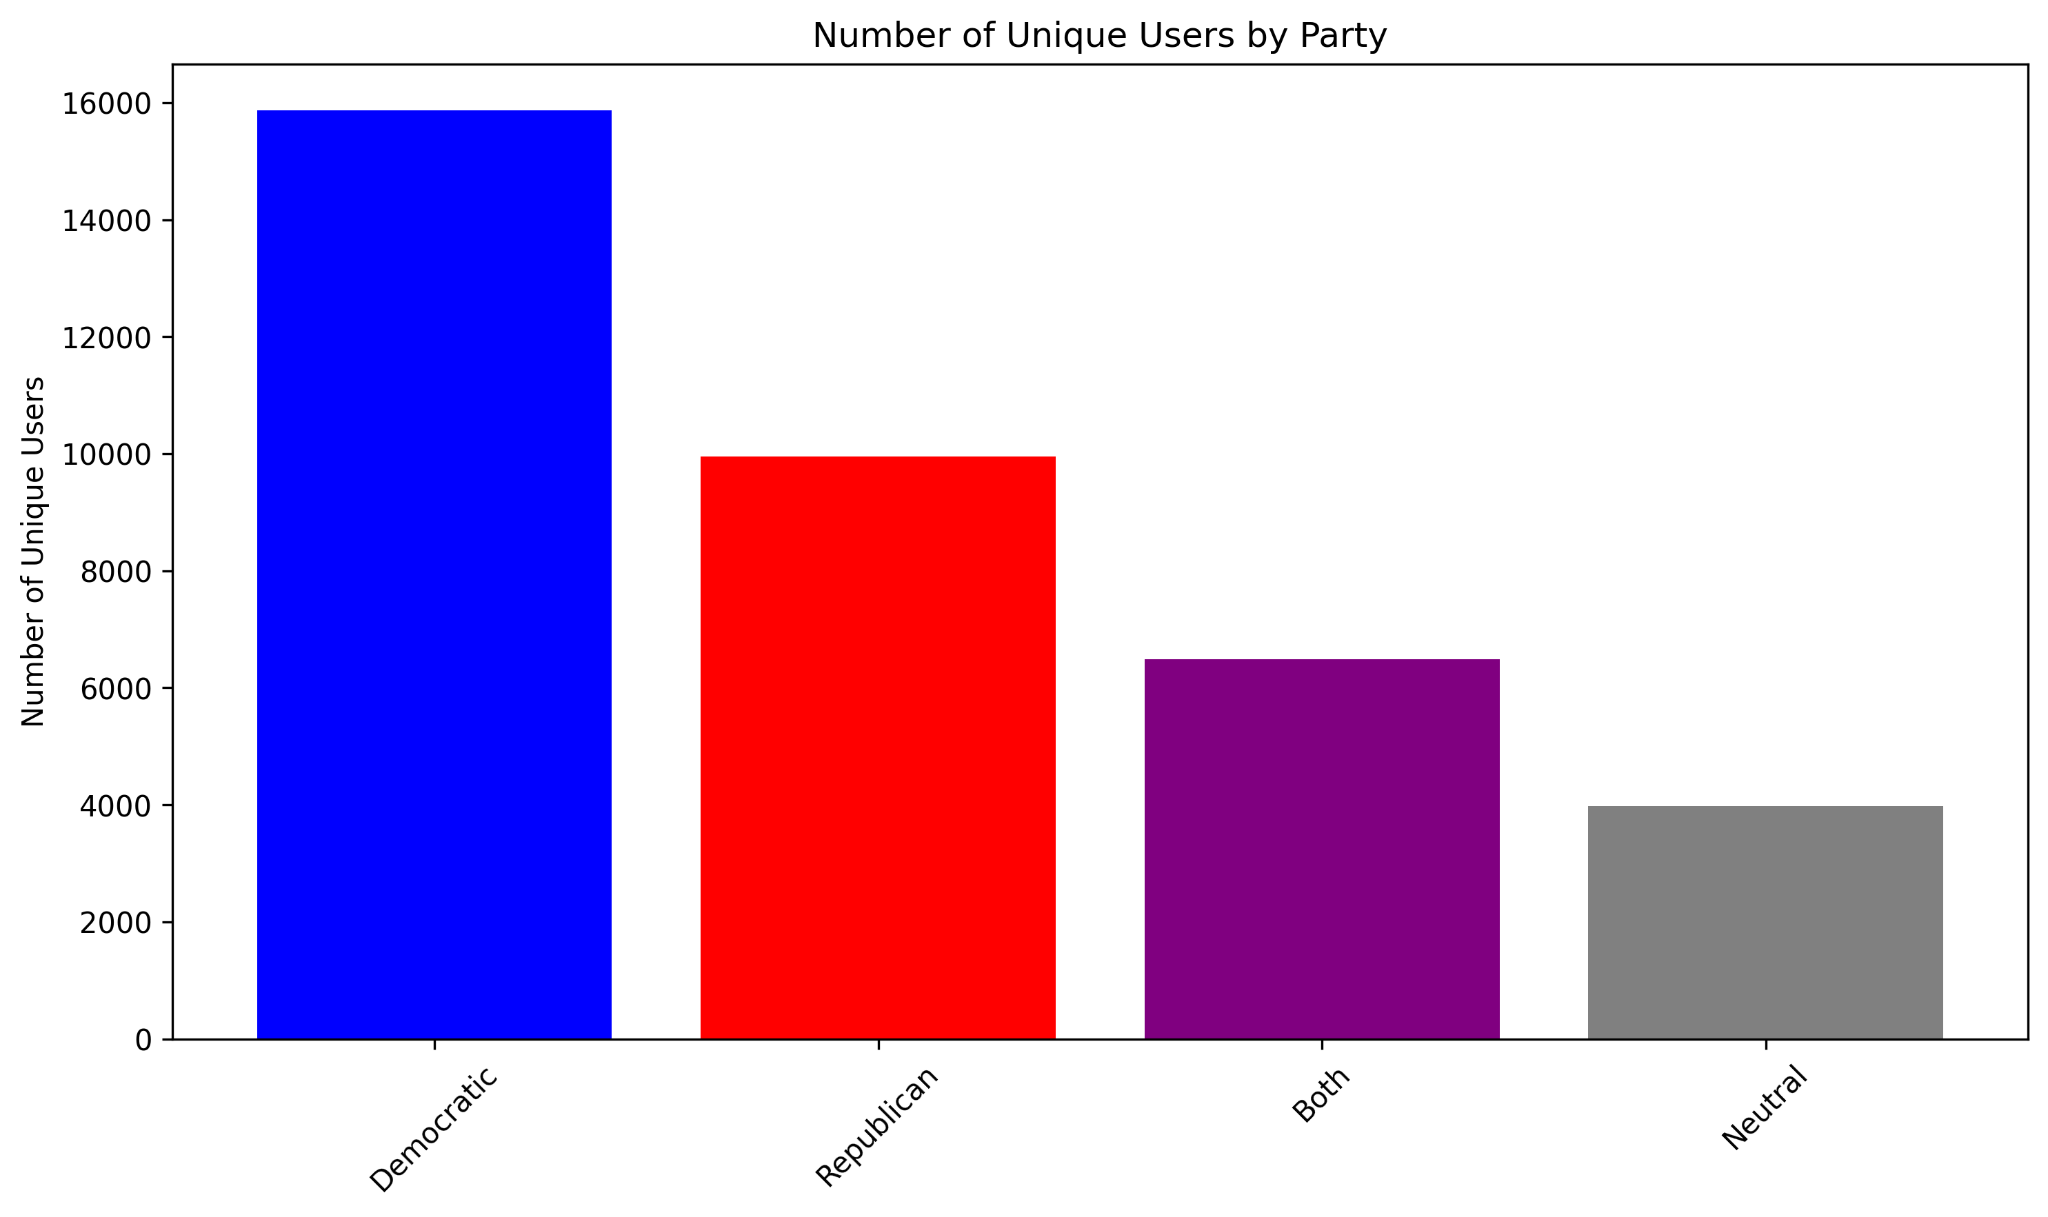 Number of Unique Users by Party
Number of Unique Users
16000
14000
12000
10000
8000
6000
4000
2000
0
Democratic
Republican
Both
Neutral